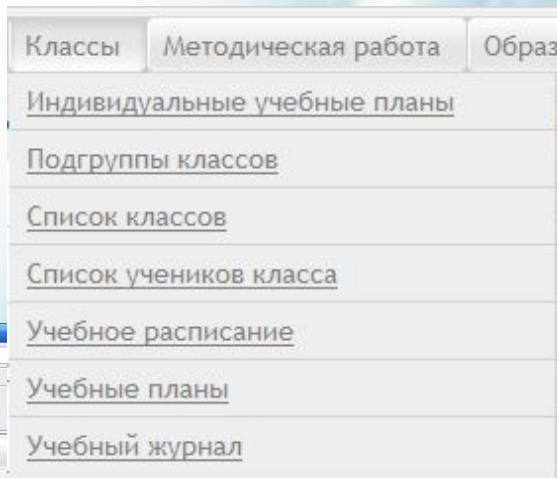 Классы Методическая работа Образ
Индивидуальные учебные планы
Подгруппы классов
Список классов
Список учеников класса
Учебное расписание
Учебные планы
Учебный журнал